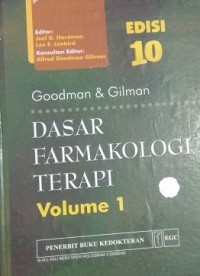 Editor:
Joel G. Hardman
Lee E. Limbird
Konsultan Editor:
Alfred Goodman Gilman
EDISI
10
Goodman & Gilman
DASAR
FARMAKOLOGI
TERAPI
Volume 1
PENERBIT BUKU KEDOKTERAN
EGC